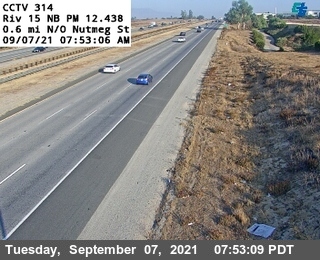 CCTV 314
Riv 15 NB PM 12.438
0.6 mi N/O Nutmeg St
09/07/21 07:53:06 AM
Tuesday, September 07, 2021 07:53:09 PDT